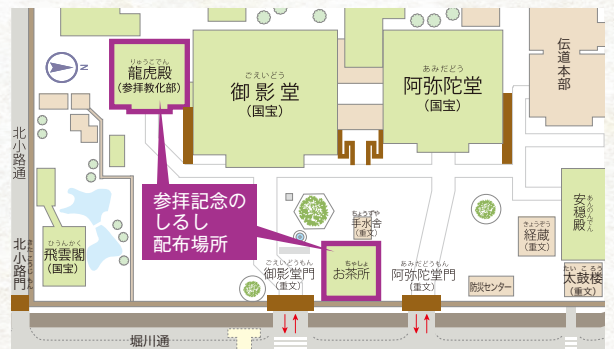 りゅうこでん
龍虎殿
(参拝教化部)
N
ごえいどう
御影堂
(国宝)
あみだどう
阿弥陀堂
(国宝)
伝道本部
北小路通
参拝記念の
しるし
配布場所
ちょうずや
手水舎
(重文)
きょうぞう
経蔵
(重文)
あんのんでん
安穏殿
北小路門
ひうんかく
飛雲閣
(国宝)
ごえいどうもん
御影堂門
(重文)
ちゃしょ
お茶所
あみだどうもん
阿弥陀堂門
(重文)
防災センター
たいころう
太鼓楼
(重文)
堀川通